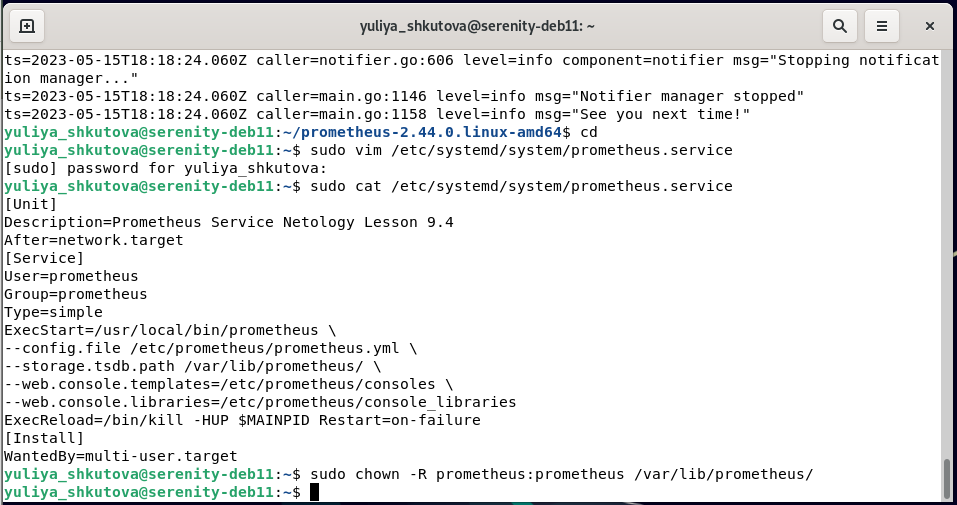 yuliya_shkutova@serenity-deb11: ~
ts=2023-05-15T18:18:24.060Z caller=notifier.go:606 level=info component=notifier msg="Stopping notificat
ion manager..."
ts=2023-05-15T18:18:24.060Z caller=main.go:1146 level=info msg="Notifier manager stopped"
ts=2023-05-15T18:18:24.060Z caller=main.go:1158 level=info msg="See you next time!"
yuliya_shkutova@serenity-deb11:~/prometheus-2.44.0.linux-amd64$ cd
yuliya_shkutova@serenity-deb11:~$ sudo vim /etc/systemd/system/prometheus.service
[sudo] password for yuliya_shkutova:
yuliya_shkutova@serenity-deb11:~$ sudo cat /etc/systemd/system/prometheus.service
[Unit]
Description=Prometheus Service Netology Lesson 9.4
After=network.target
[Service]
User=prometheus
Group=prometheus
Type=simple
ExecStart=/usr/local/bin/prometheus \
--config.file /etc/prometheus/prometheus.yml \
--storage.tsdb.path /var/lib/prometheus/ \
--web.console.templates=/etc/prometheus/consoles \
--web.console.libraries=/etc/prometheus/console_libraries
ExecReload=/bin/kill -HUP $MAINPID Restart=on-failure
[Install]
WantedBy=multi-user.target
yuliya_shkutova@serenity-deb11:~$ sudo chown -R prometheus:prometheus /var/lib/prometheus/
yuliya_shkutova@serenity-deb11:~$